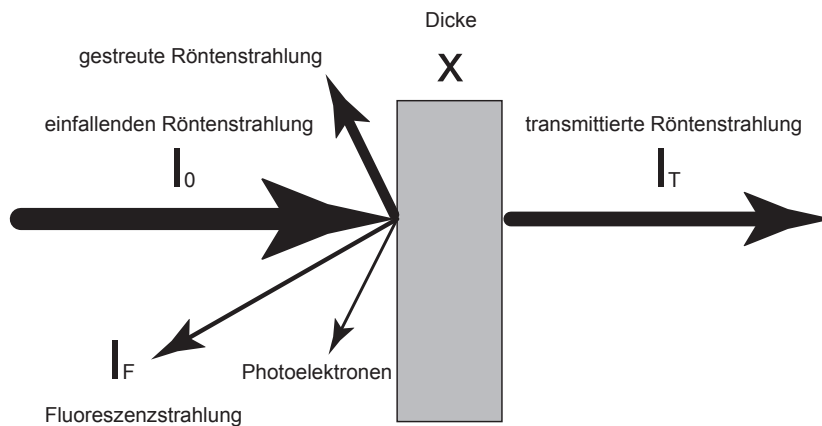 Dicke
x
gestreute Röntenstrahlung
einfallenden Röntenstrahlung
I0
transmittierte Röntenstrahlung
IT
IF
Photoelektronen
Fluoreszenzstrahlung